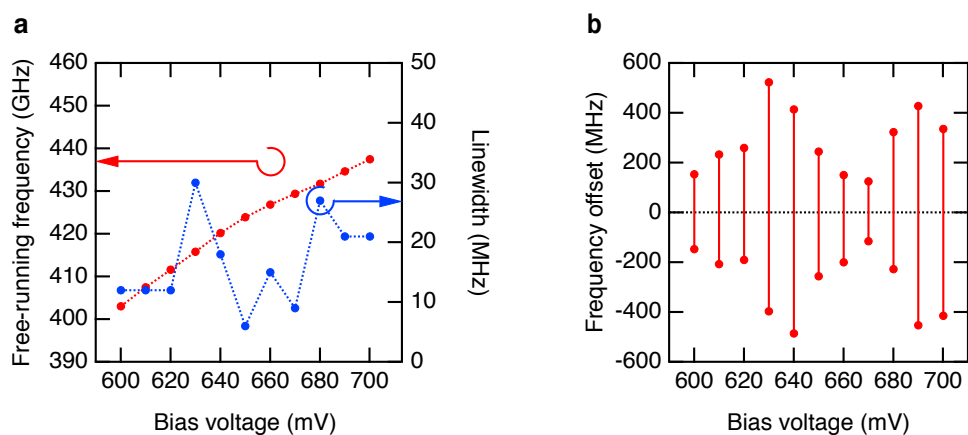 a
460
450
440
430
420
410
400
390
Free-running frequency (GHz)
50
40
30
20
10
0
Linewidth
(MHz)
600 620 640 660 680 700
Bias voltage (mV)
b
600
400
200
0
-200
-400
-600
Frequency offset (MHz)
600 620 640 660 680 700
Bias voltage (mV)